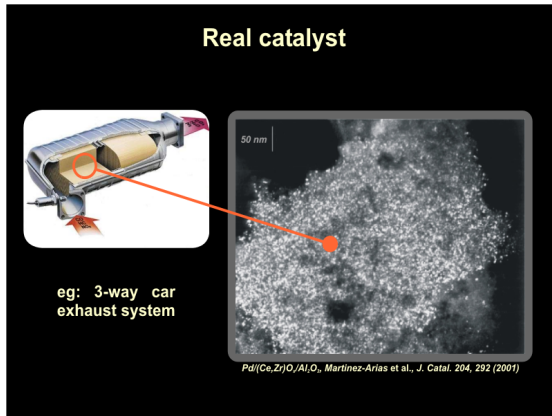 Real catalyst
50 nm
eg: 3-way car
exhaust system
Pd/(Ce,Zr)Oₓ/Al₂O₃, Martinez-Arias et al., J. Catal. 204, 292 (2001)